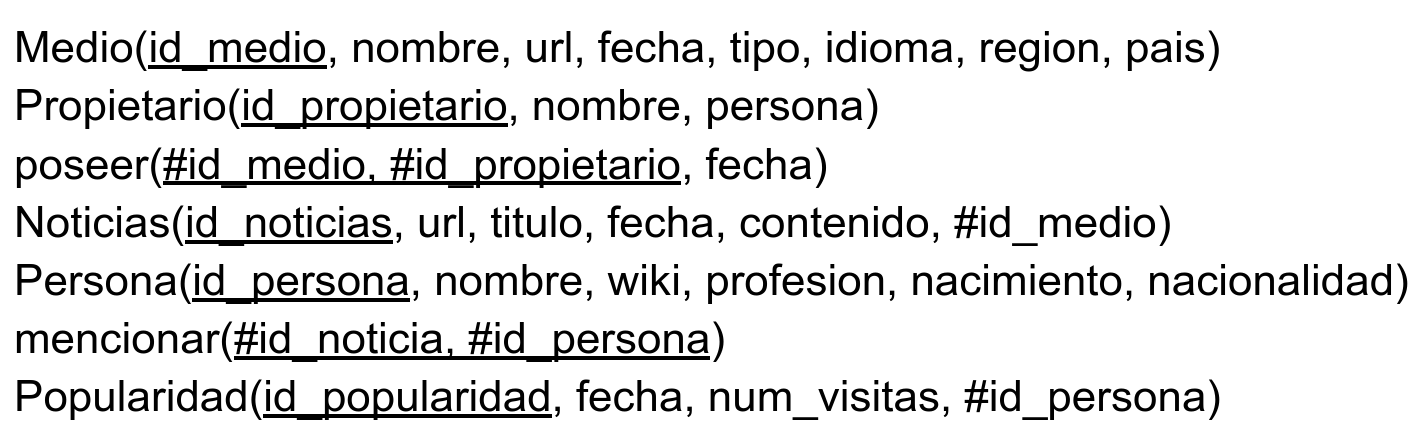 Medio(id_medio, nombre, url, fecha, tipo, idioma, region, pais)
Propietario(id_propietario, nombre, persona)
poseer(#id_medio, #id_propietario, fecha)
Noticias(id_noticias, url, titulo, fecha, contenido, #id_medio)
Persona(id_persona, nombre, wiki, profesion, nacimiento, nacionalidad)
mencionar(#id_noticia, #id_persona)
Popularidad(id_popularidad, fecha, num_visitas, #id_persona)